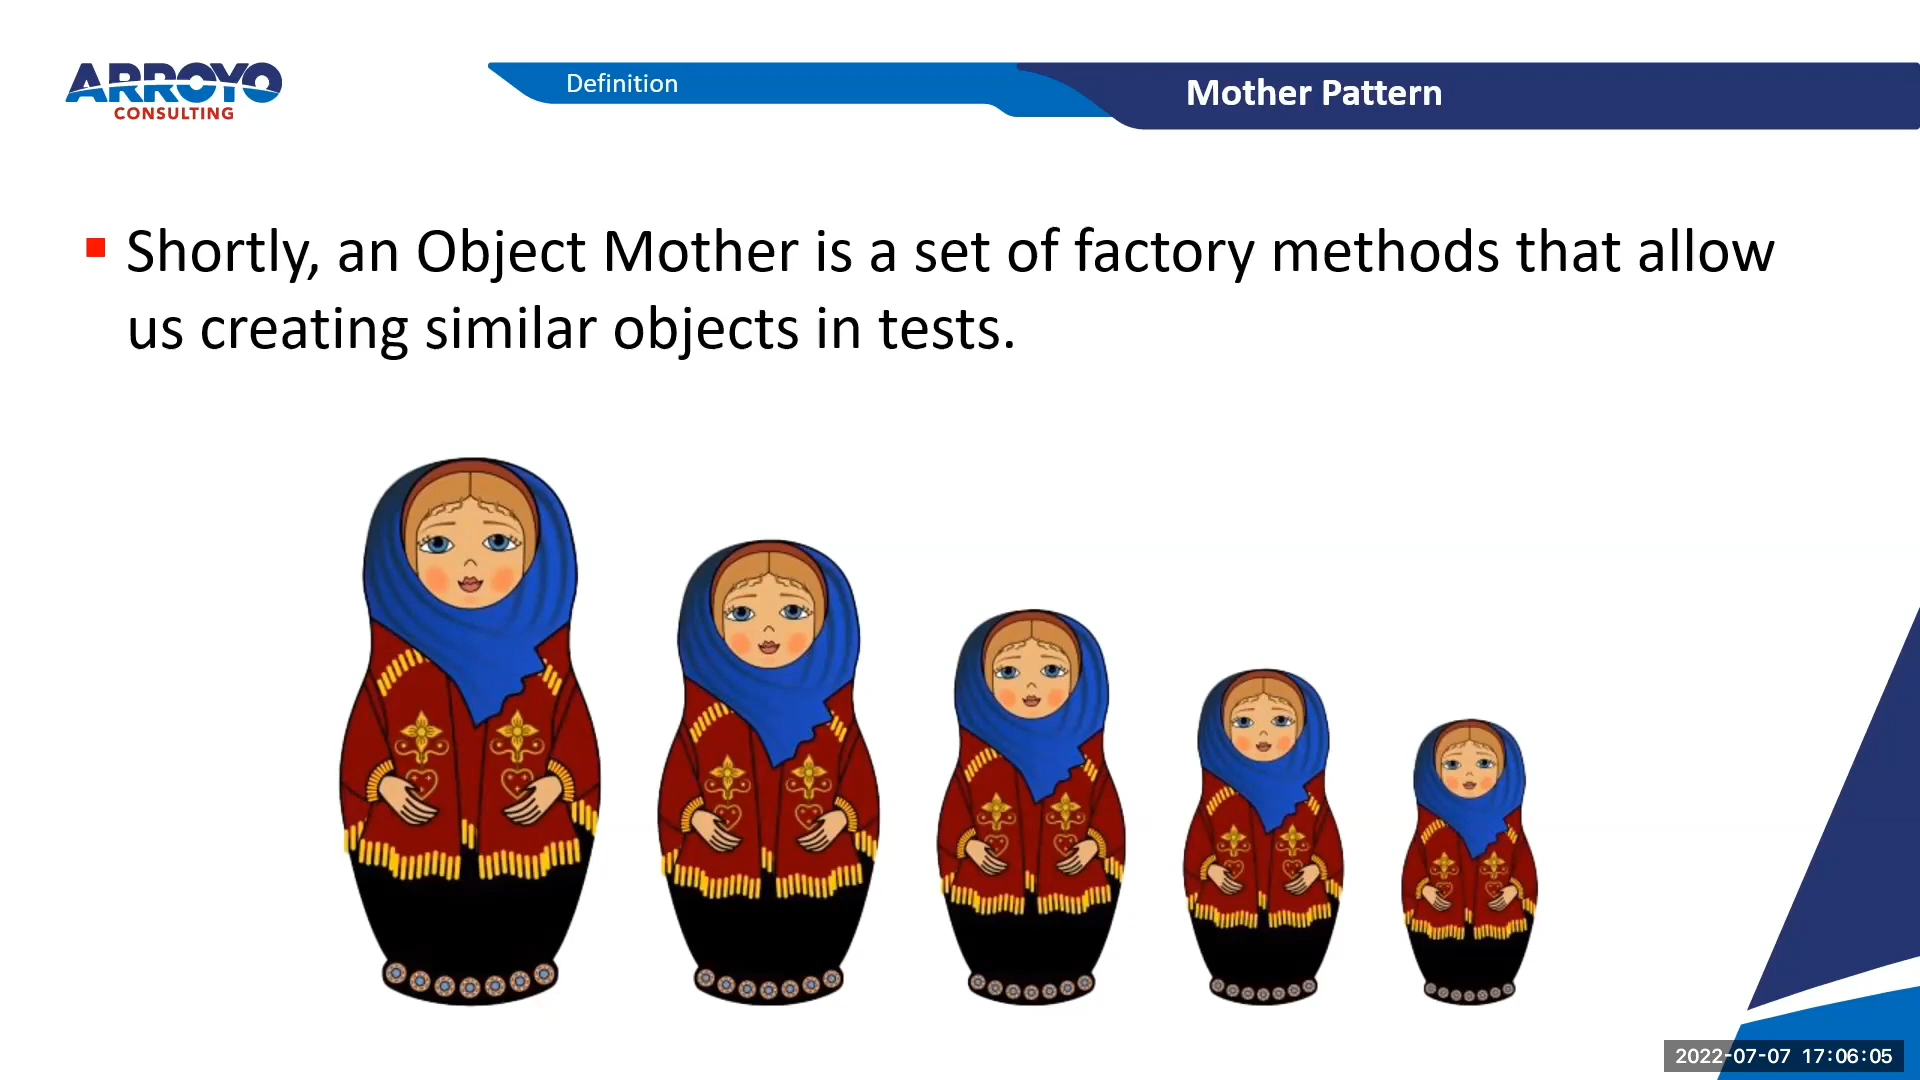 ARROYO
CONSULTING
Definition
Mother Pattern
Shortly, an Object Mother is a set of factory methods that allow
us creating similar objects in tests.
2022-07-07 17:06:05